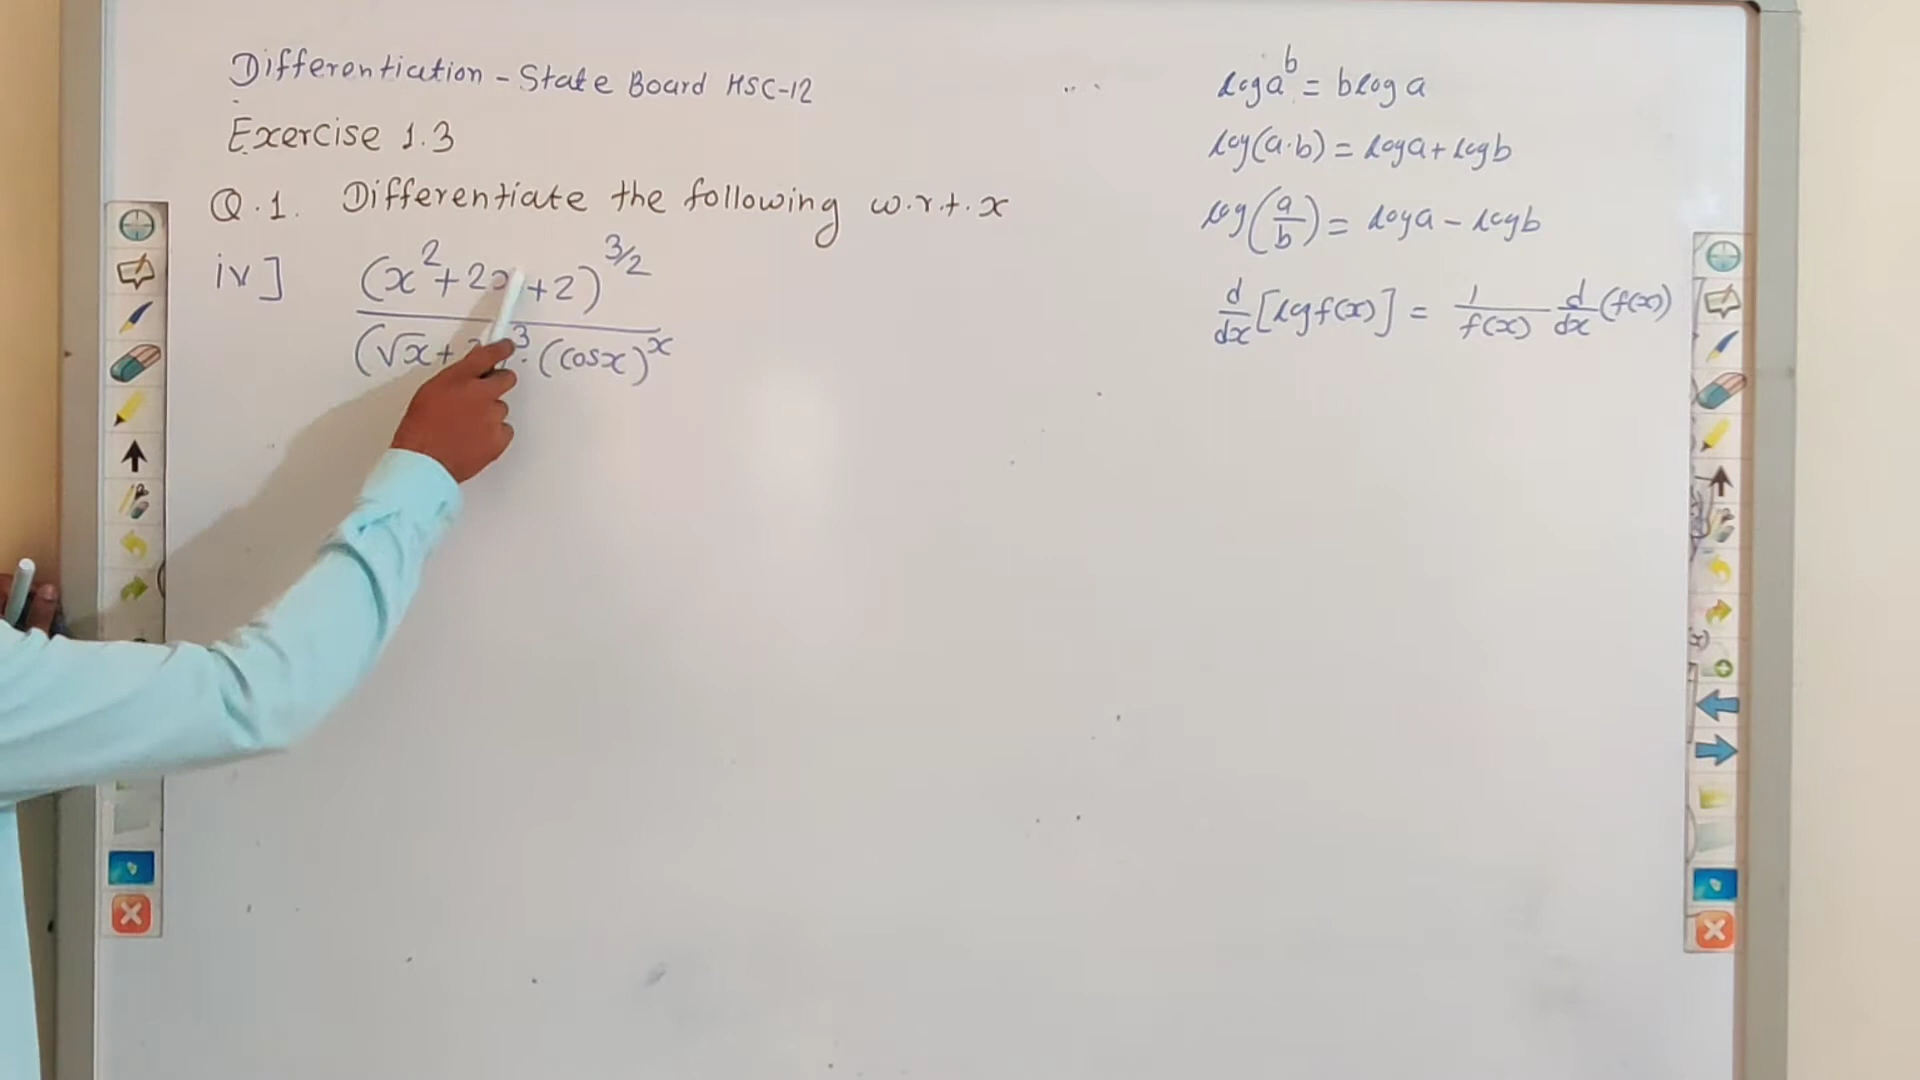 Differentiation - State Board HSC-12
Exercise 1.3
Q.1. Differentiate the following w.r.t. x
iv] (x²+2x+2)^3/2
(√x+ )³·(cosx)^x
log a^b = b log a
log(a·b) = log a + log b
log(a/b) = log a - log b
d/dx [log f(x)] = 1/f(x) d/dx (f(x))